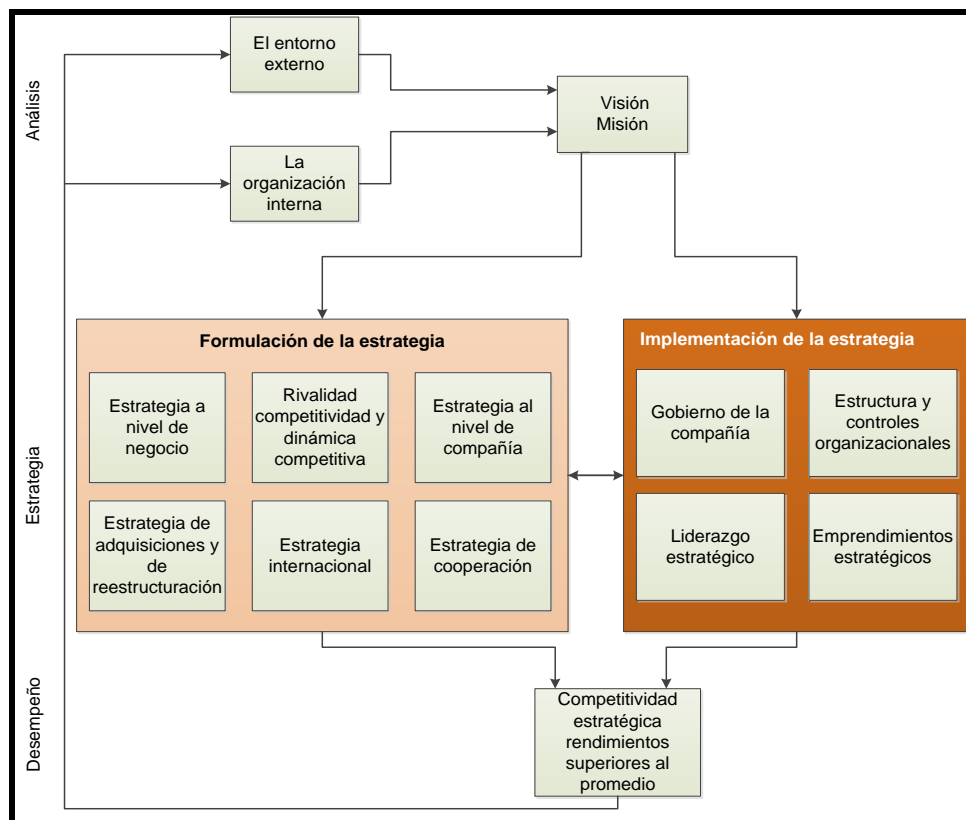 Análisis
El entorno
externo
Visión
Misión
La
organización
interna
Estrategia
Formulación de la estrategia
Estrategia a
nivel de
negocio
Rivalidad
competitividad y
dinámica
competitiva
Estrategia al
nivel de
compañía
Estrategia de
adquisiciones y
de
reestructuración
Estrategia
internacional
Estrategia de
cooperación
Implementación de la estrategia
Gobierno de la
compañía
Estructura y
controles
organizacionales
Liderazgo
estratégico
Emprendimientos
estratégicos
Desempeño
Competitividad
estratégica
rendimientos
superiores al
promedio